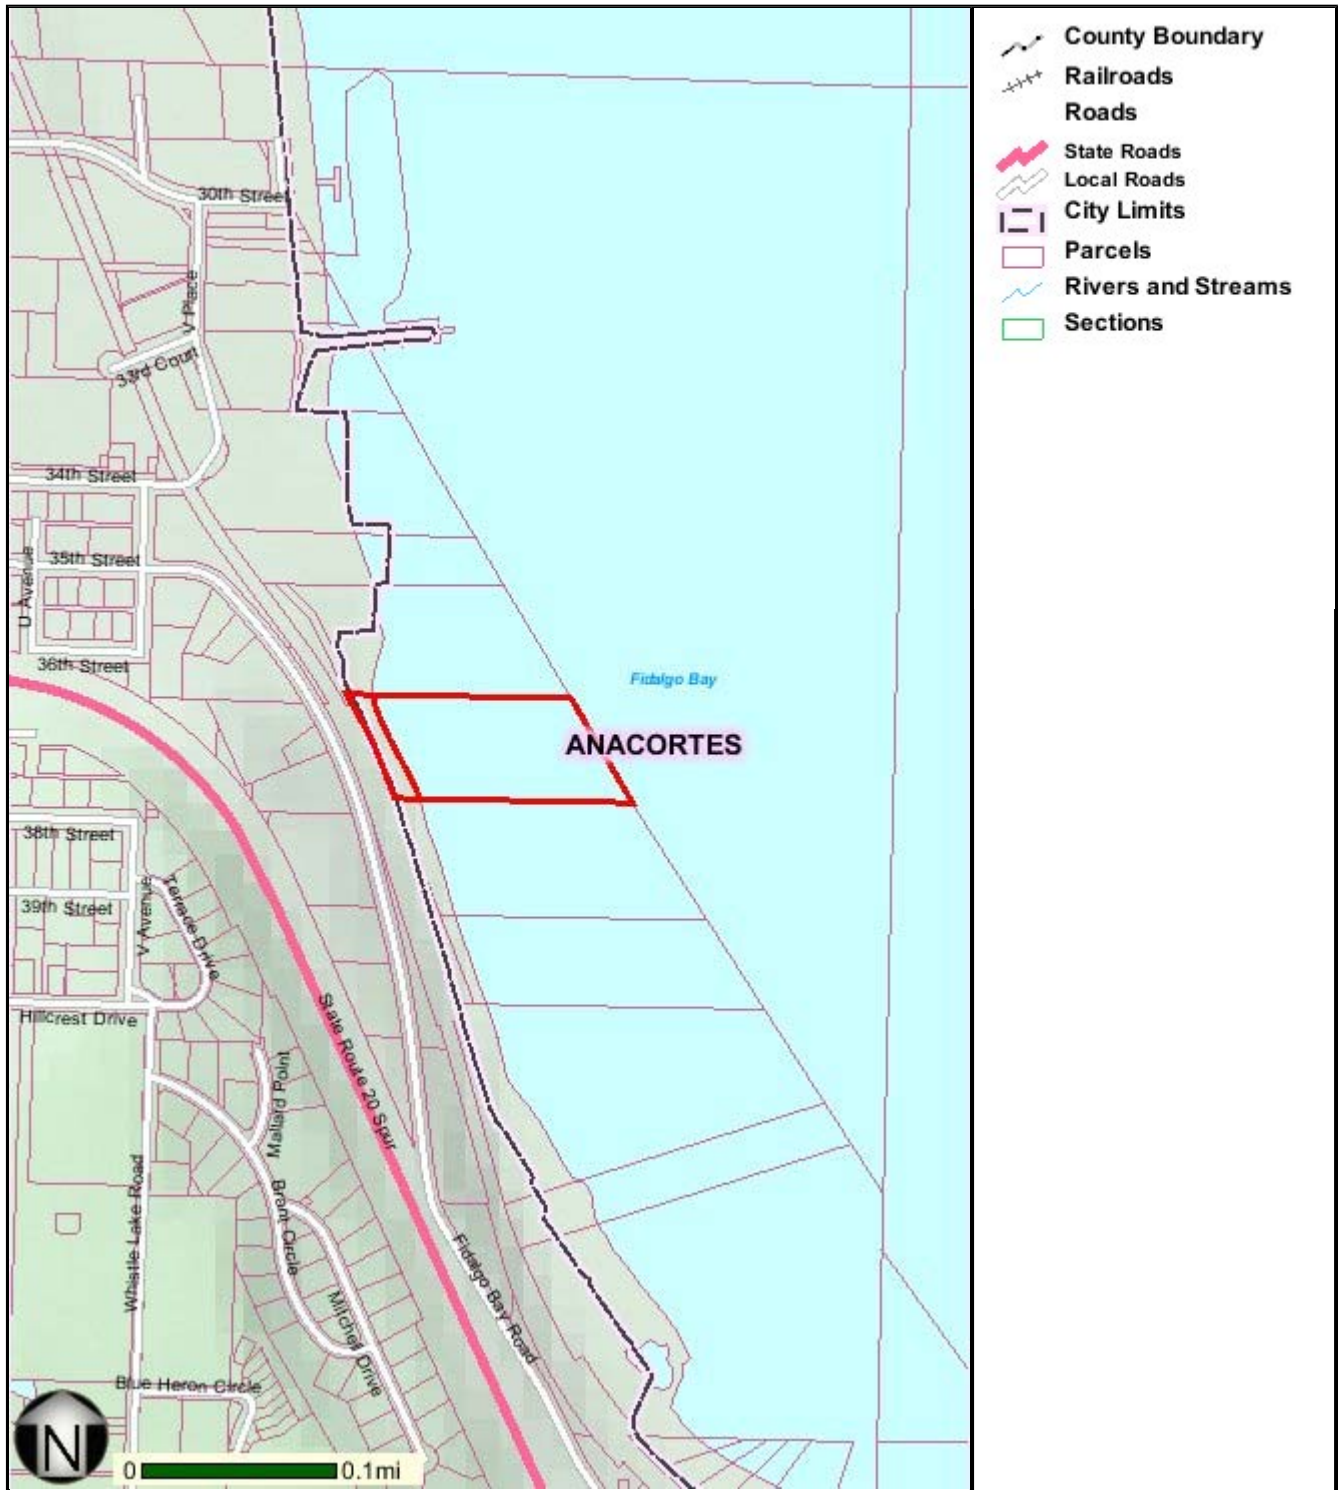 30th Street
V Place
33rd Court
34th Street
35th Street
U Avenue
36th Street
Fidalgo Bay
ANACORTES
38th Street
39th Street
V Avenue
Terrace Drive
Hillcrest Drive
State Route 20 Spur
Mallard Point
Whistle Lake Road
Brant Circle
Fidalgo Bay Road
Mitchell Drive
Blue Heron Circle
N
0 0.1mi
County Boundary
Railroads
Roads
State Roads
Local Roads
City Limits
Parcels
Rivers and Streams
Sections